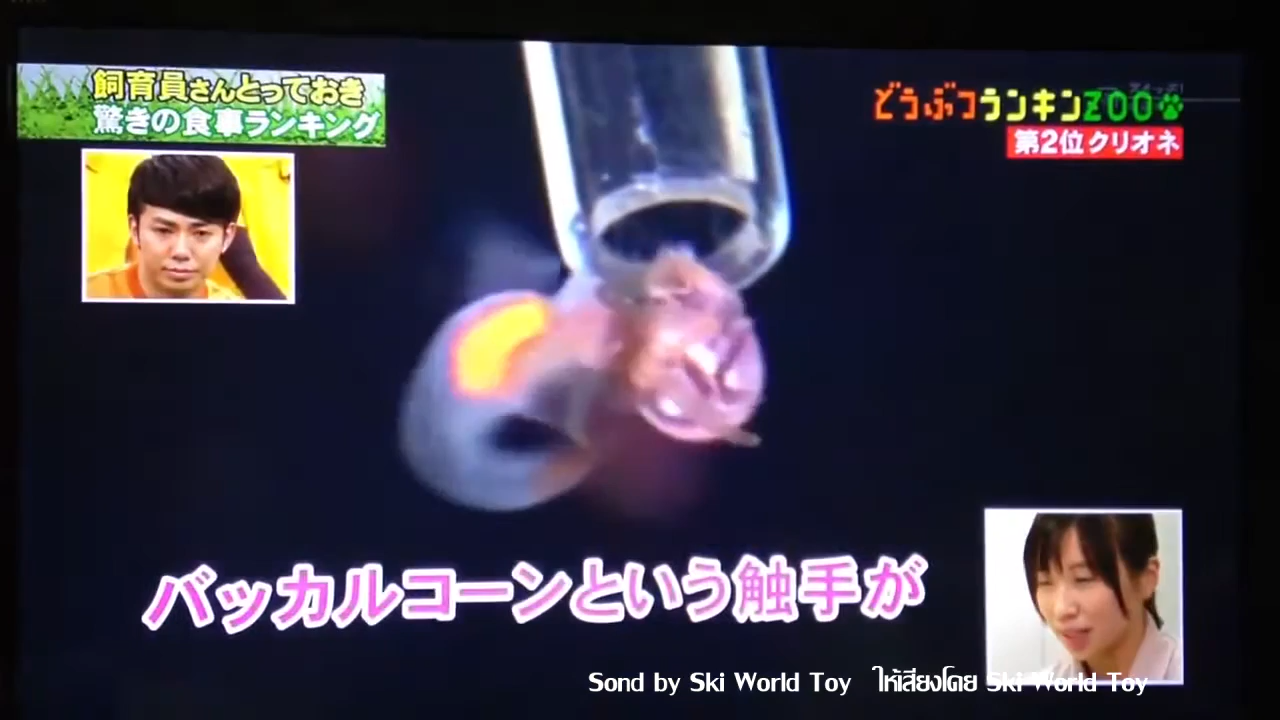 飼育員さんとっておき
驚きの食事ランキング
どうぶつランキンZOO
第2位 クリオネ
バッカルコーンという触手が
Sond by Ski World Toy ให้เสียงโดย Ski World Toy